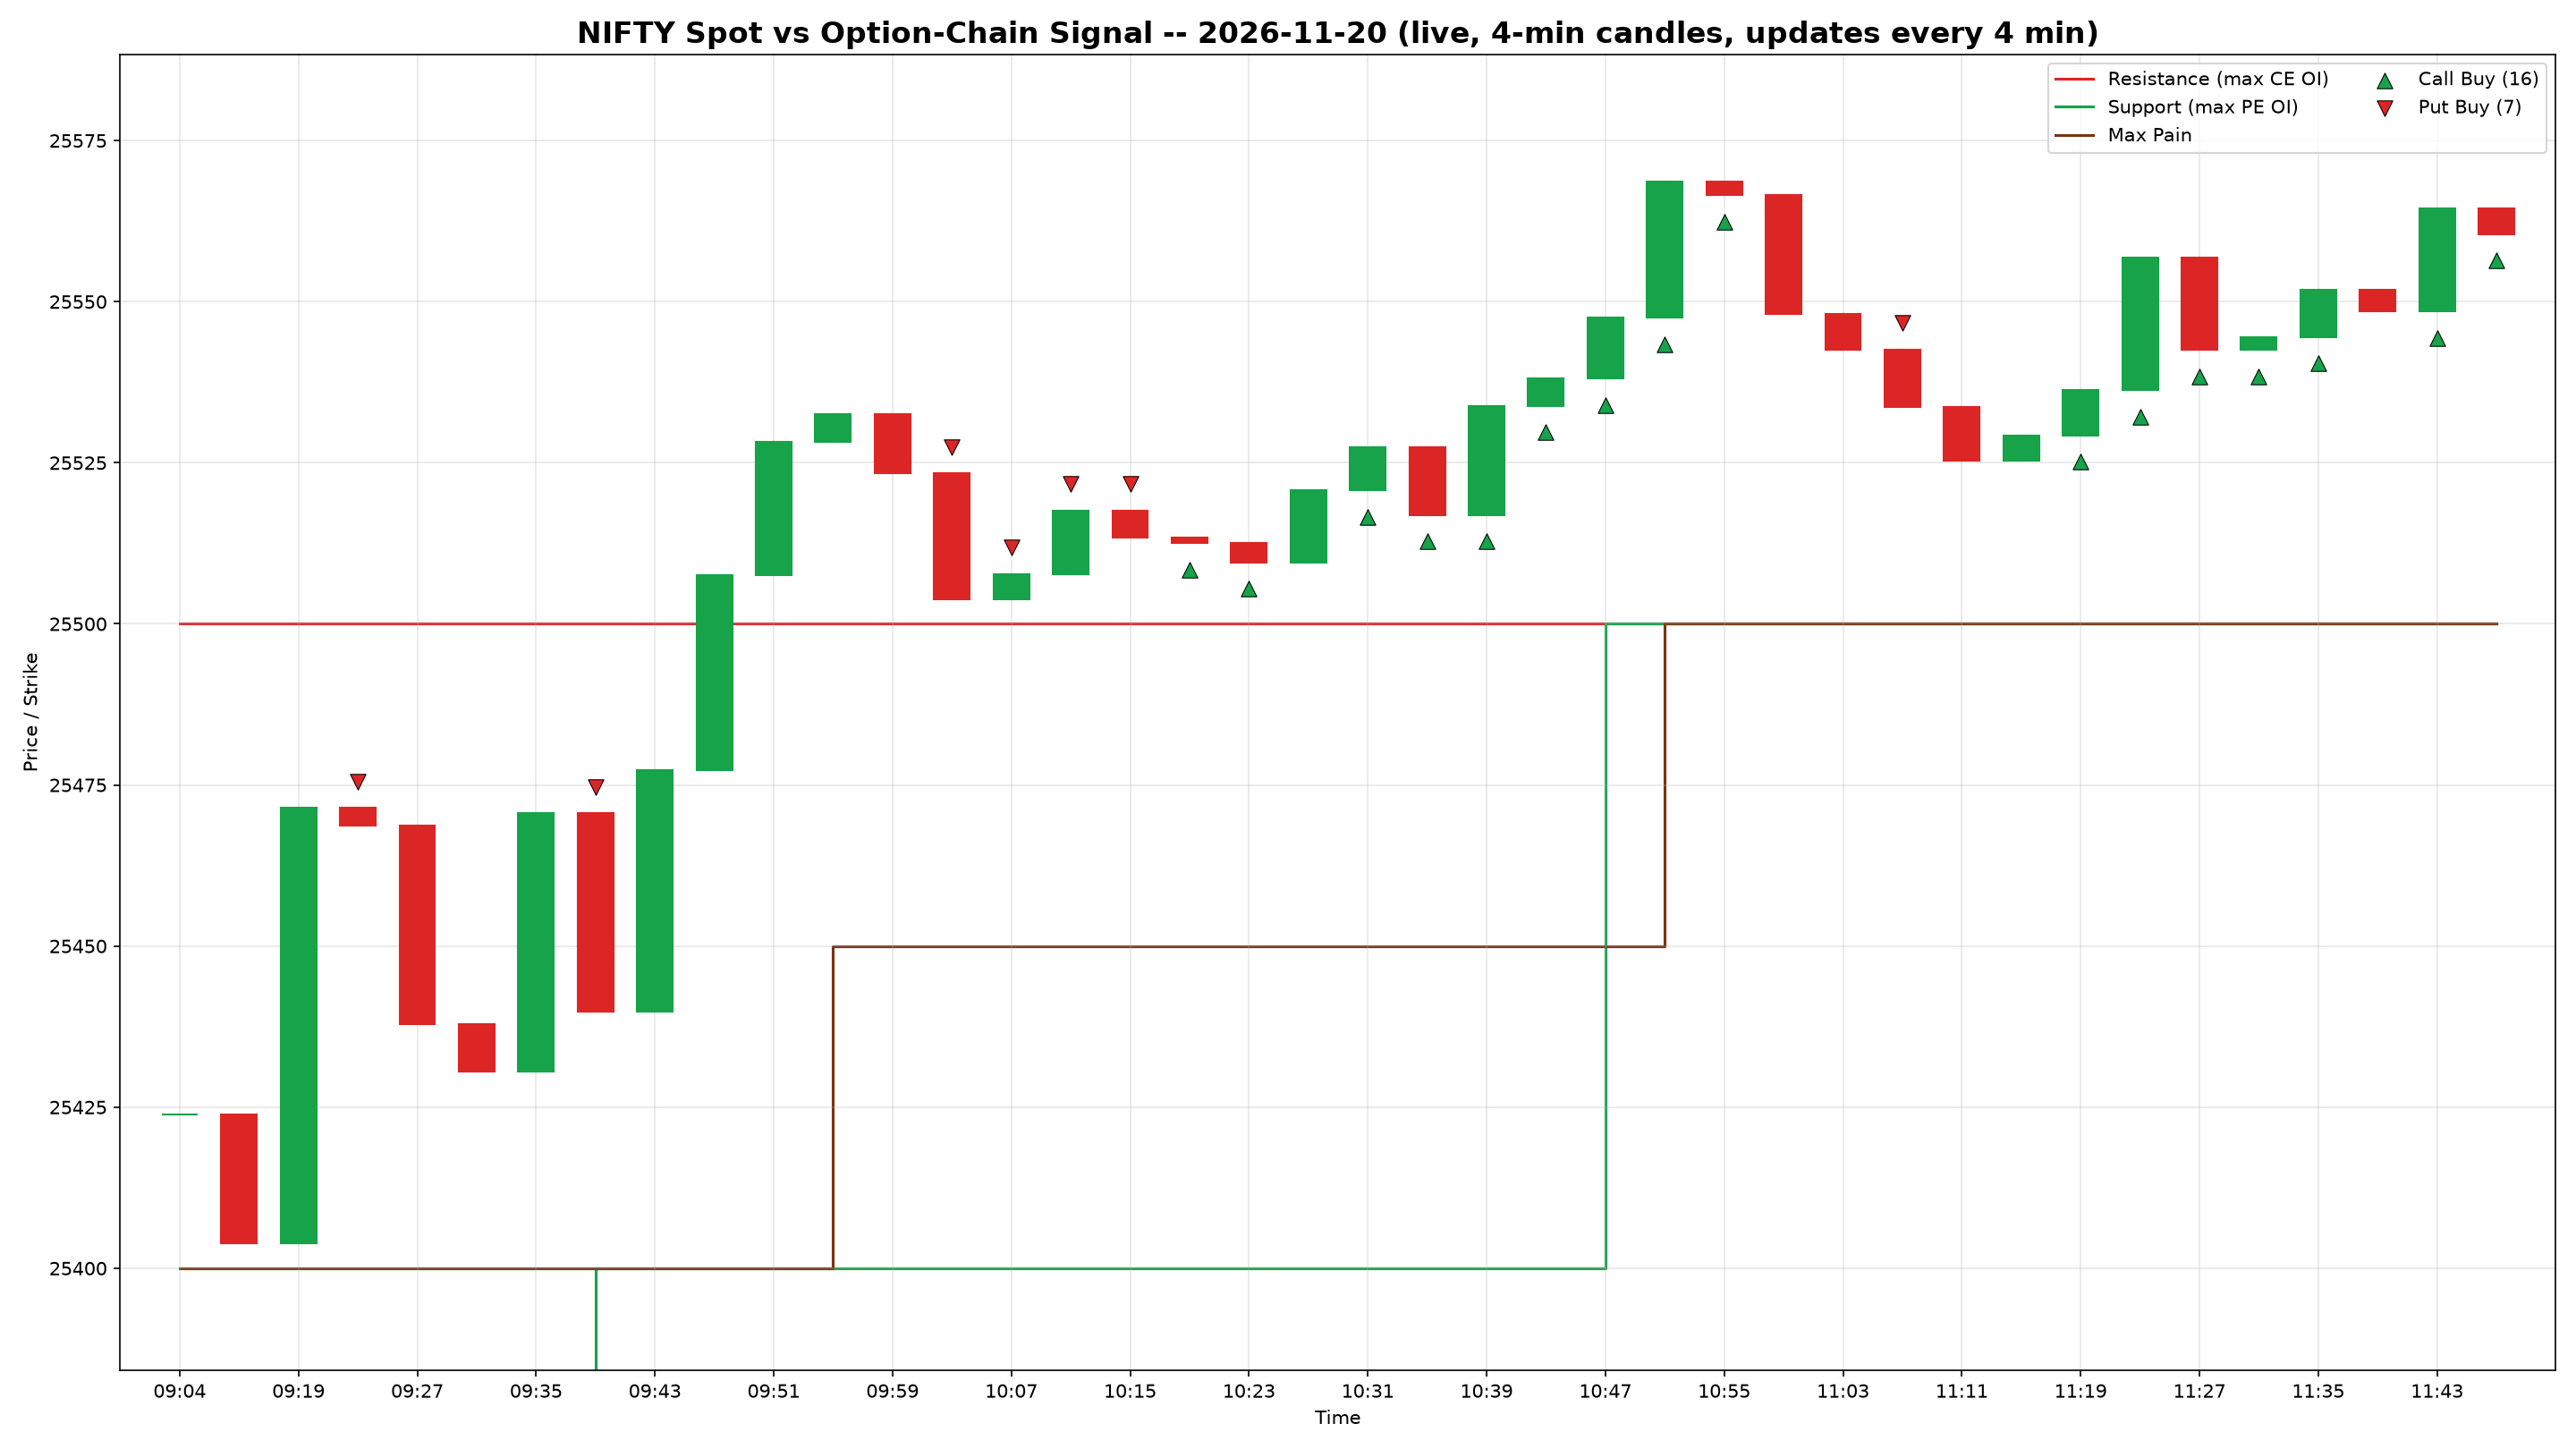 NIFTY Spot vs Option-Chain Signal -- 2026-11-20 (live, 4-min candles, updates every 4 min)
Resistance (max CE OI)
Support (max PE OI)
Max Pain
Call Buy (16)
Put Buy (7)
Price / Strike
25575
25550
25525
25500
25475
25450
25425
25400
09:04 09:19 09:27 09:35 09:43 09:51 09:59 10:07 10:15 10:23 10:31 10:39 10:47 10:55 11:03 11:11 11:19 11:27 11:35 11:43
Time